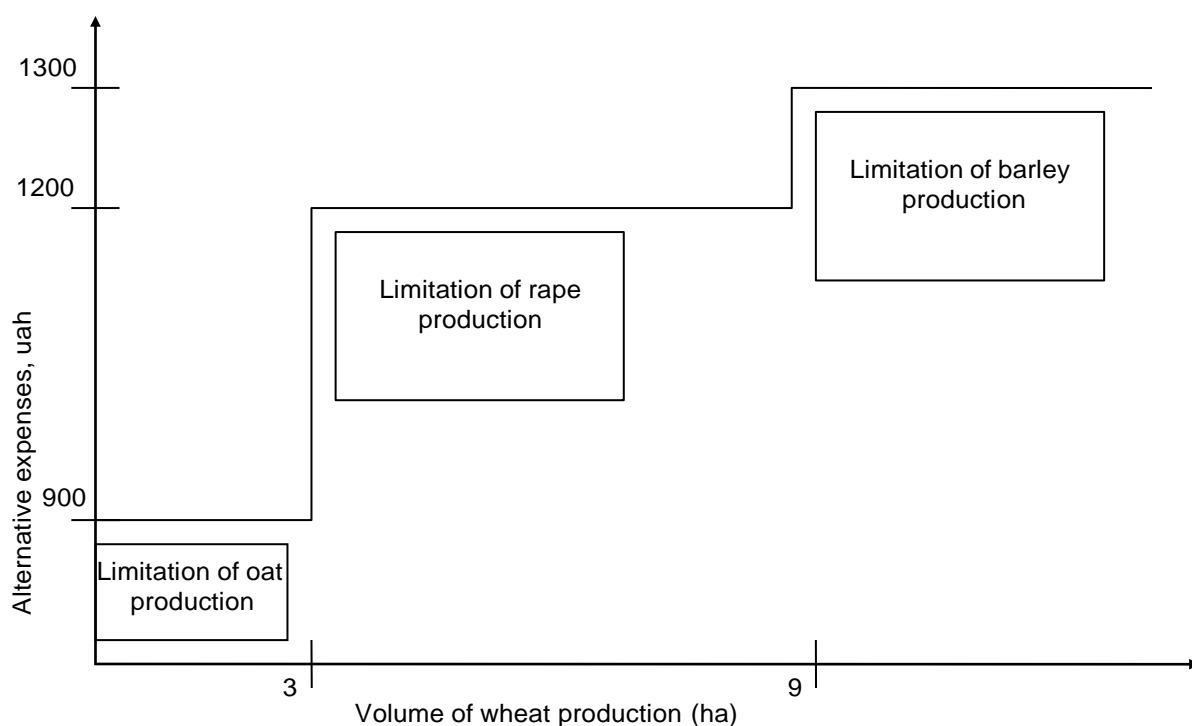 1300
1200
900
Alternative expenses, uah
Limitation of barley
production
Limitation of rape
production
Limitation of oat
production
3
9
Volume of wheat production (ha)